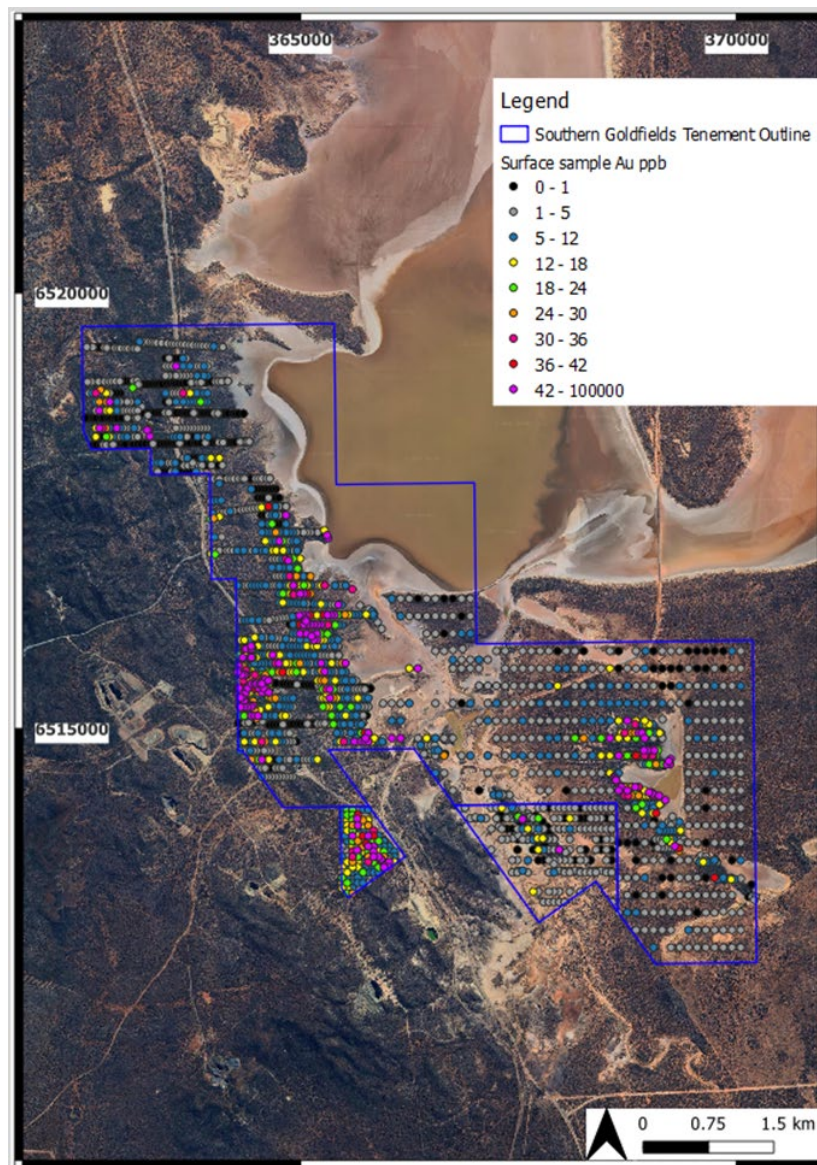 365000
370000
Legend
Southern Goldfields Tenement Outline
Surface sample Au ppb
0 - 1
1 - 5
5 - 12
12 - 18
18 - 24
24 - 30
30 - 36
36 - 42
42 - 100000
6520000
6515000
0 0.75 1.5 km